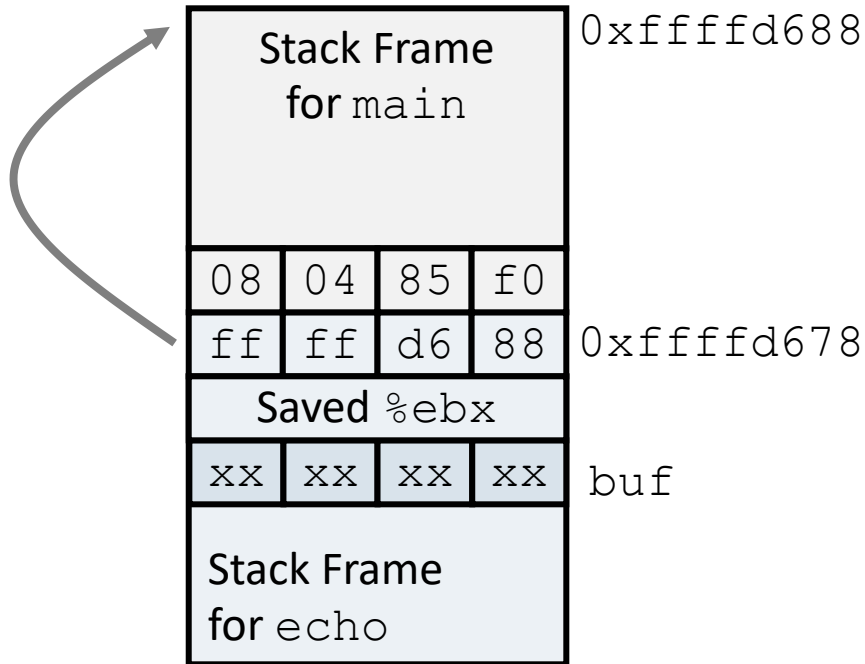 Stack Frame 0xffffd688
for main
08 04 85 f0
ff ff d6 88 0xffffd678
Saved %ebx
xx xx xx xx buf
Stack Frame
for echo